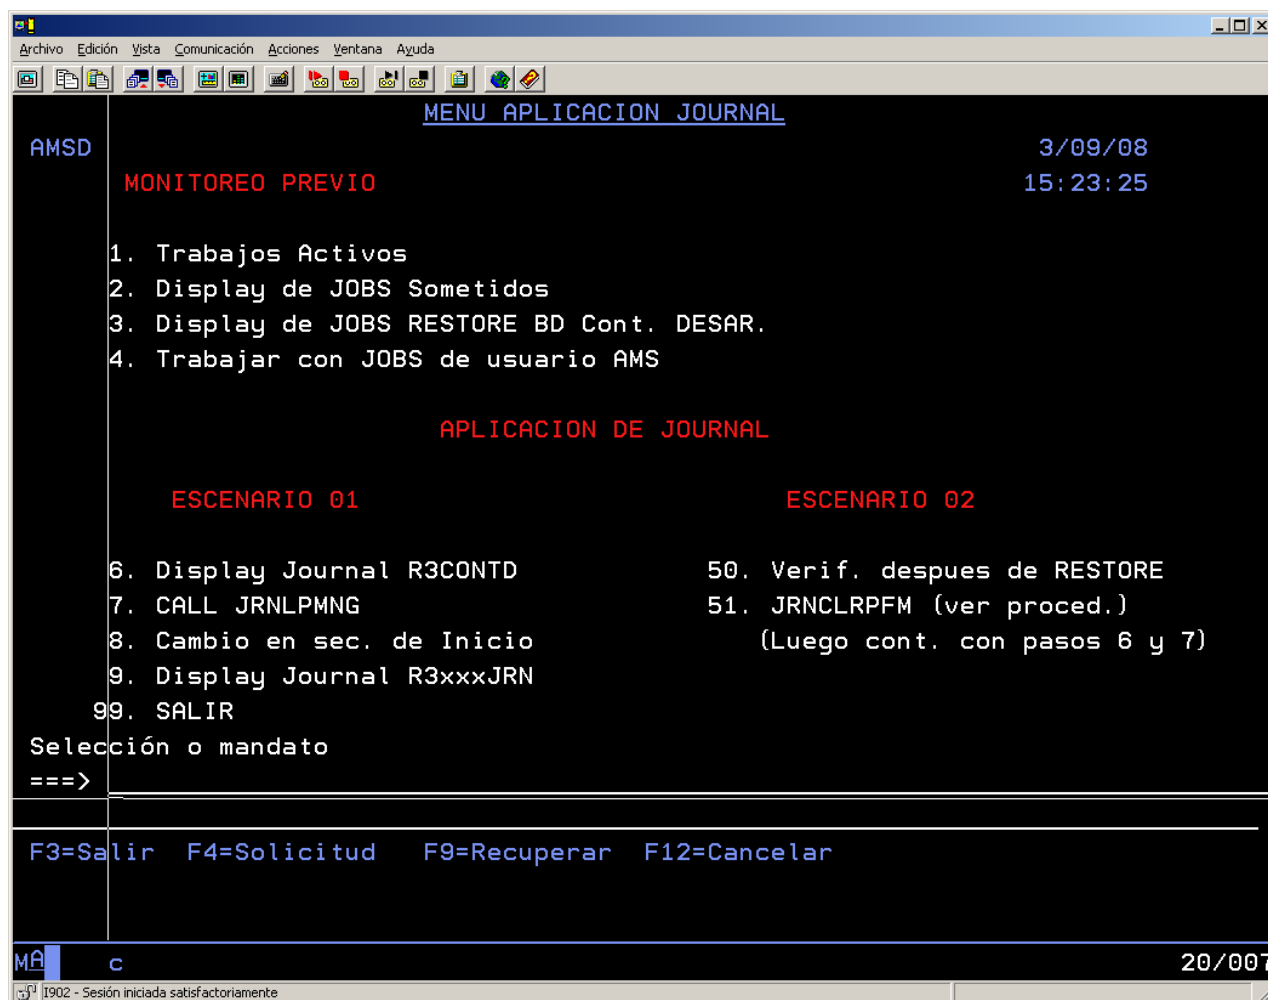 Archivo Edición Vista Comunicación Acciones Ventana Ayuda
MENU APLICACION JOURNAL
AMSD 3/09/08
MONITOREO PREVIO 15:23:25
1. Trabajos Activos
2. Display de JOBS Sometidos
3. Display de JOBS RESTORE BD Cont. DESAR.
4. Trabajar con JOBS de usuario AMS
APLICACION DE JOURNAL
ESCENARIO 01 ESCENARIO 02
6. Display Journal R3CONTD 50. Verif. despues de RESTORE
7. CALL JRNLPMNG 51. JRNCLRPFM (ver proced.)
8. Cambio en sec. de Inicio (Luego cont. con pasos 6 y 7)
9. Display Journal R3xxxJRN
99. SALIR
Selección o mandato
===>
F3=Salir F4=Solicitud F9=Recuperar F12=Cancelar
MA c 20/007
I902 - Sesión iniciada satisfactoriamente